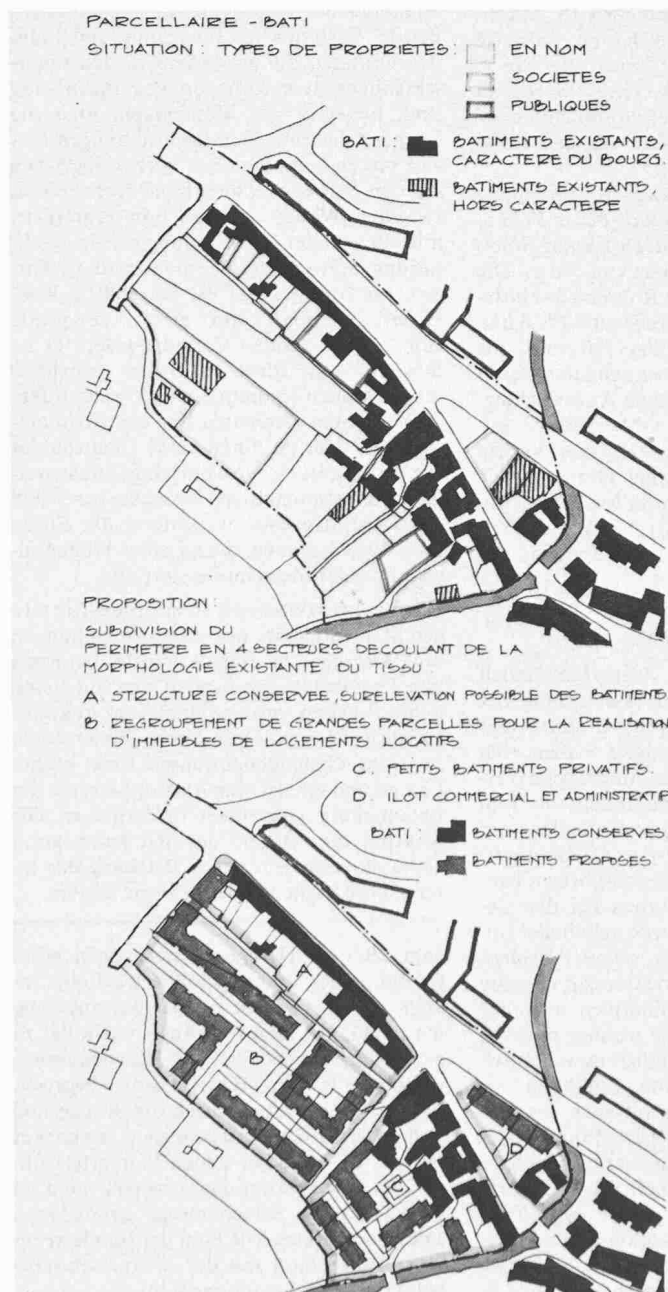 PARCELLAIRE - BATI
SITUATION : TYPES DE PROPRIETES :
EN NOM
SOCIETES
PUBLIQUES
BATI :
BATIMENTS EXISTANTS,
CARACTERE DU BOURG.
BATIMENTS EXISTANTS,
HORS CARACTERE
PROPOSITION :
SUBDIVISION DU
PERIMETRE EN 4 SECTEURS DECOULANT DE LA
MORPHOLOGIE EXISTANTE DU TISSU
A. STRUCTURE CONSERVEE, SURELEVATION POSSIBLE DES BATIMENTS
B. REGROUPEMENT DE GRANDES PARCELLES POUR LA REALISATION
D'IMMEUBLES DE LOGEMENTS LOCATIFS
C. PETITS BATIMENTS PRIVATIFS.
D. ILOT COMMERCIAL ET ADMINISTRATIF
BATI :
BATIMENTS CONSERVES
BATIMENTS PROPOSES
A
B
C
D